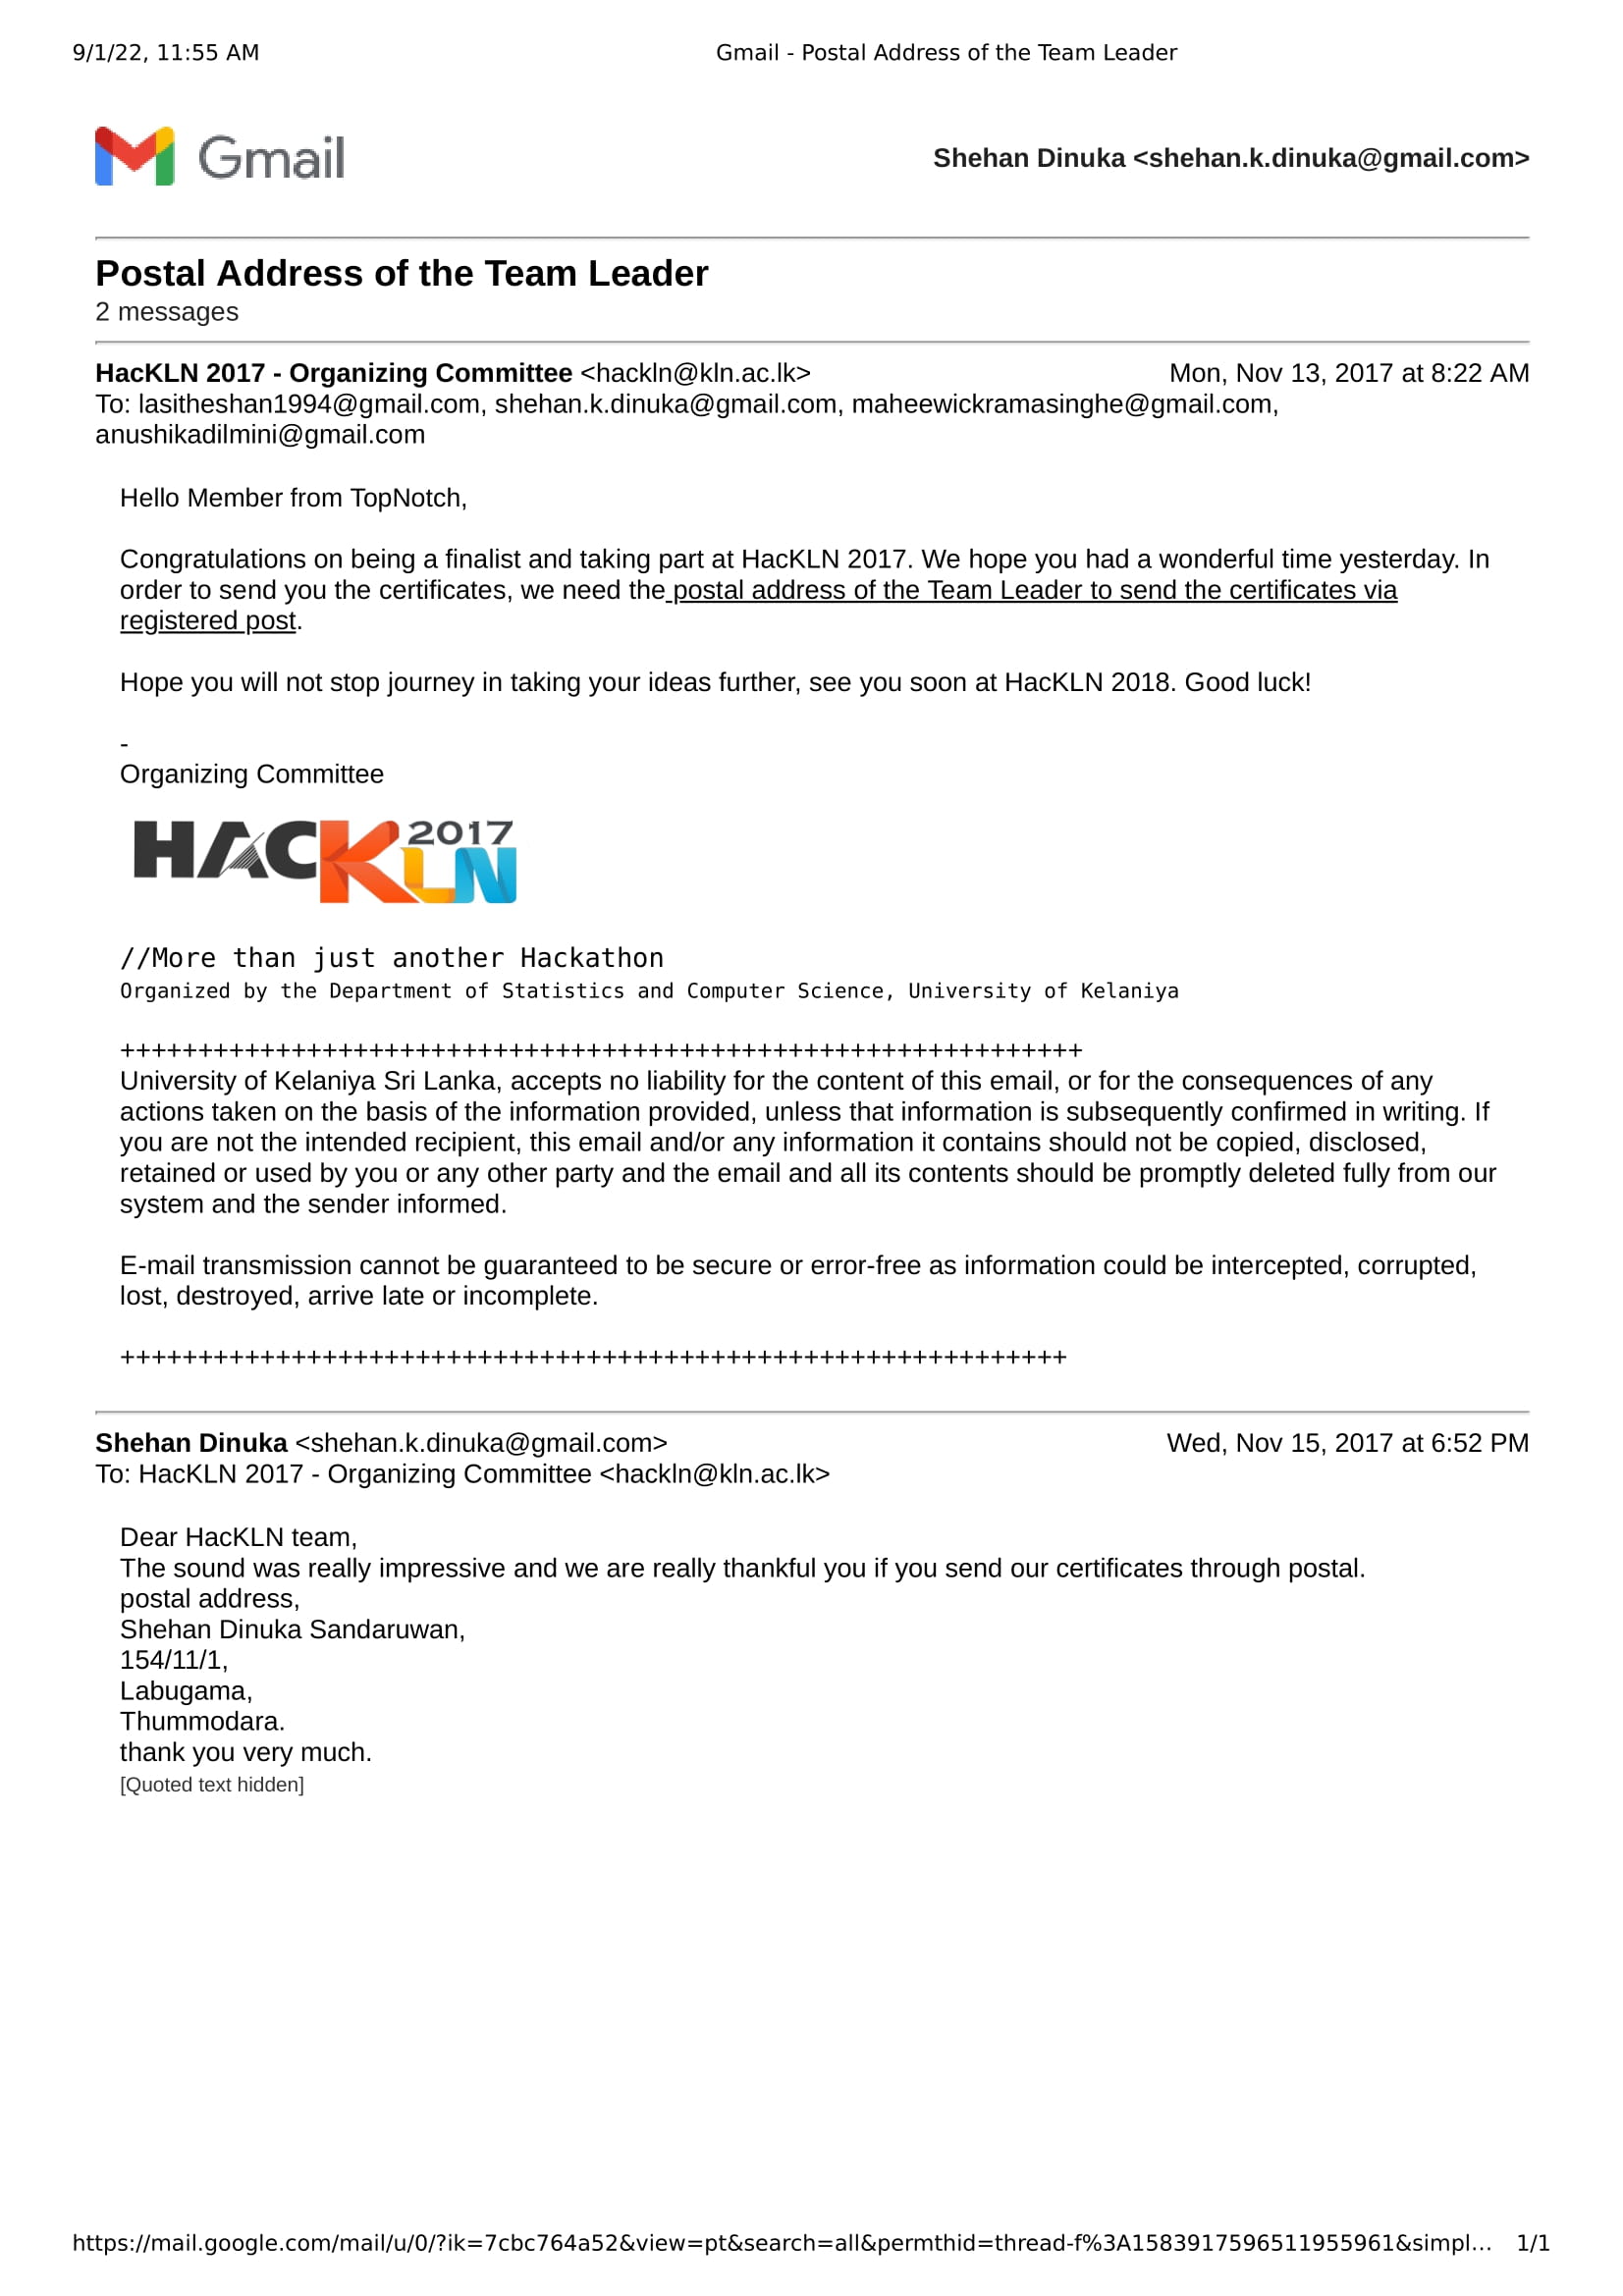 9/1/22, 11:55 AM Gmail - Postal Address of the Team Leader
Gmail Shehan Dinuka <shehan.k.dinuka@gmail.com>
Postal Address of the Team Leader
2 messages
HacKLN 2017 - Organizing Committee <hackln@kln.ac.lk> Mon, Nov 13, 2017 at 8:22 AM
To: lasitheshan1994@gmail.com, shehan.k.dinuka@gmail.com, maheewickramasinghe@gmail.com,
anushikadilmini@gmail.com
Hello Member from TopNotch,
Congratulations on being a finalist and taking part at HacKLN 2017. We hope you had a wonderful time yesterday. In
order to send you the certificates, we need the postal address of the Team Leader to send the certificates via
registered post.
Hope you will not stop journey in taking your ideas further, see you soon at HacKLN 2018. Good luck!
-
Organizing Committee
HACKLN 2017
//More than just another Hackathon
Organized by the Department of Statistics and Computer Science, University of Kelaniya
++++++++++++++++++++++++++++++++++++++++++++++++++++++++++++++
University of Kelaniya Sri Lanka, accepts no liability for the content of this email, or for the consequences of any
actions taken on the basis of the information provided, unless that information is subsequently confirmed in writing. If
you are not the intended recipient, this email and/or any information it contains should not be copied, disclosed,
retained or used by you or any other party and the email and all its contents should be promptly deleted fully from our
system and the sender informed.
E-mail transmission cannot be guaranteed to be secure or error-free as information could be intercepted, corrupted,
lost, destroyed, arrive late or incomplete.
+++++++++++++++++++++++++++++++++++++++++++++++++++++++++++++
Shehan Dinuka <shehan.k.dinuka@gmail.com> Wed, Nov 15, 2017 at 6:52 PM
To: HacKLN 2017 - Organizing Committee <hackln@kln.ac.lk>
Dear HacKLN team,
The sound was really impressive and we are really thankful you if you send our certificates through postal.
postal address,
Shehan Dinuka Sandaruwan,
154/11/1,
Labugama,
Thummodara.
thank you very much.
[Quoted text hidden]
https://mail.google.com/mail/u/0/?ik=7cbc764a52&view=pt&search=all&permthid=thread-f%3A1583917596511955961&simpl… 1/1